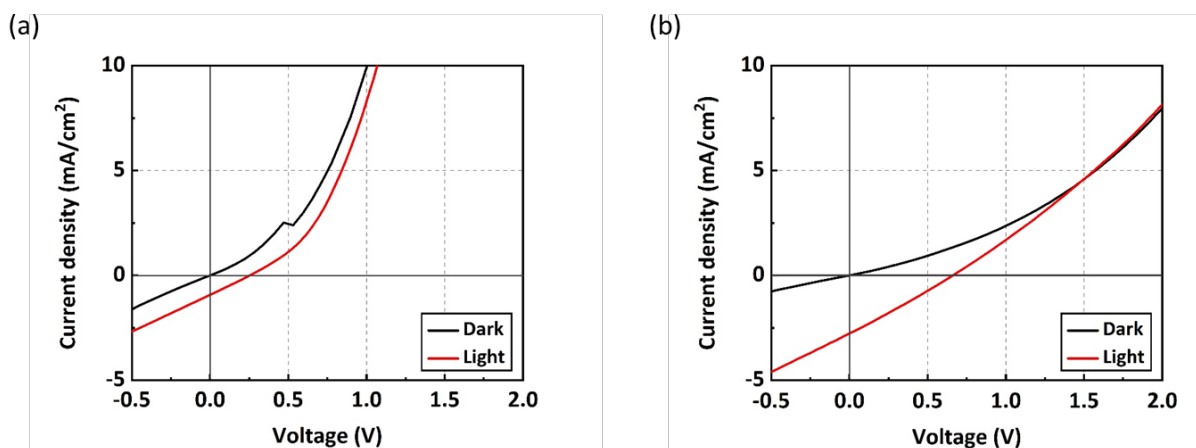 (a)
(b)
10
5
0
-5
Current density (mA/cm²)
-0.5 0.0 0.5 1.0 1.5 2.0
Voltage (V)
Dark
Light
10
5
0
-5
Current density (mA/cm²)
-0.5 0.0 0.5 1.0 1.5 2.0
Voltage (V)
Dark
Light